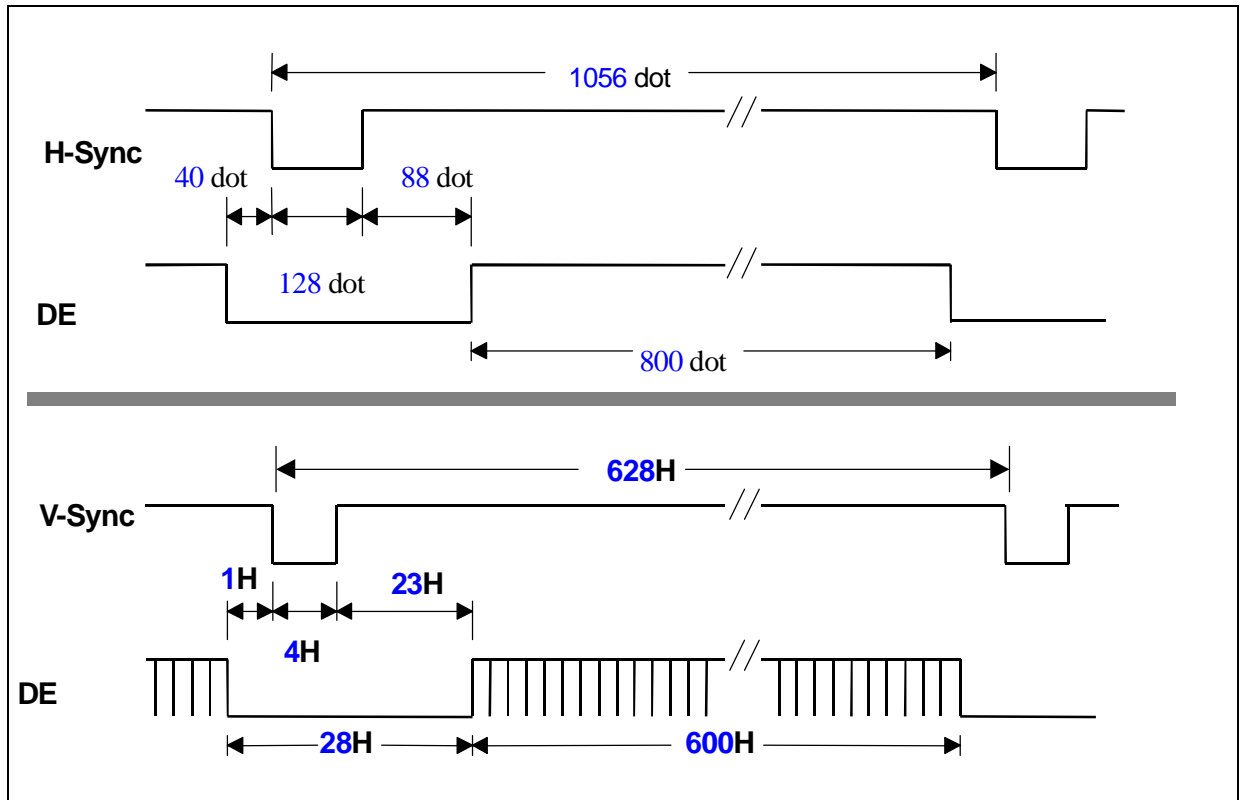 1056 dot
H-Sync
40 dot
88 dot
128 dot
DE
800 dot
628H
V-Sync
1H
23H
4H
DE
28H
600H